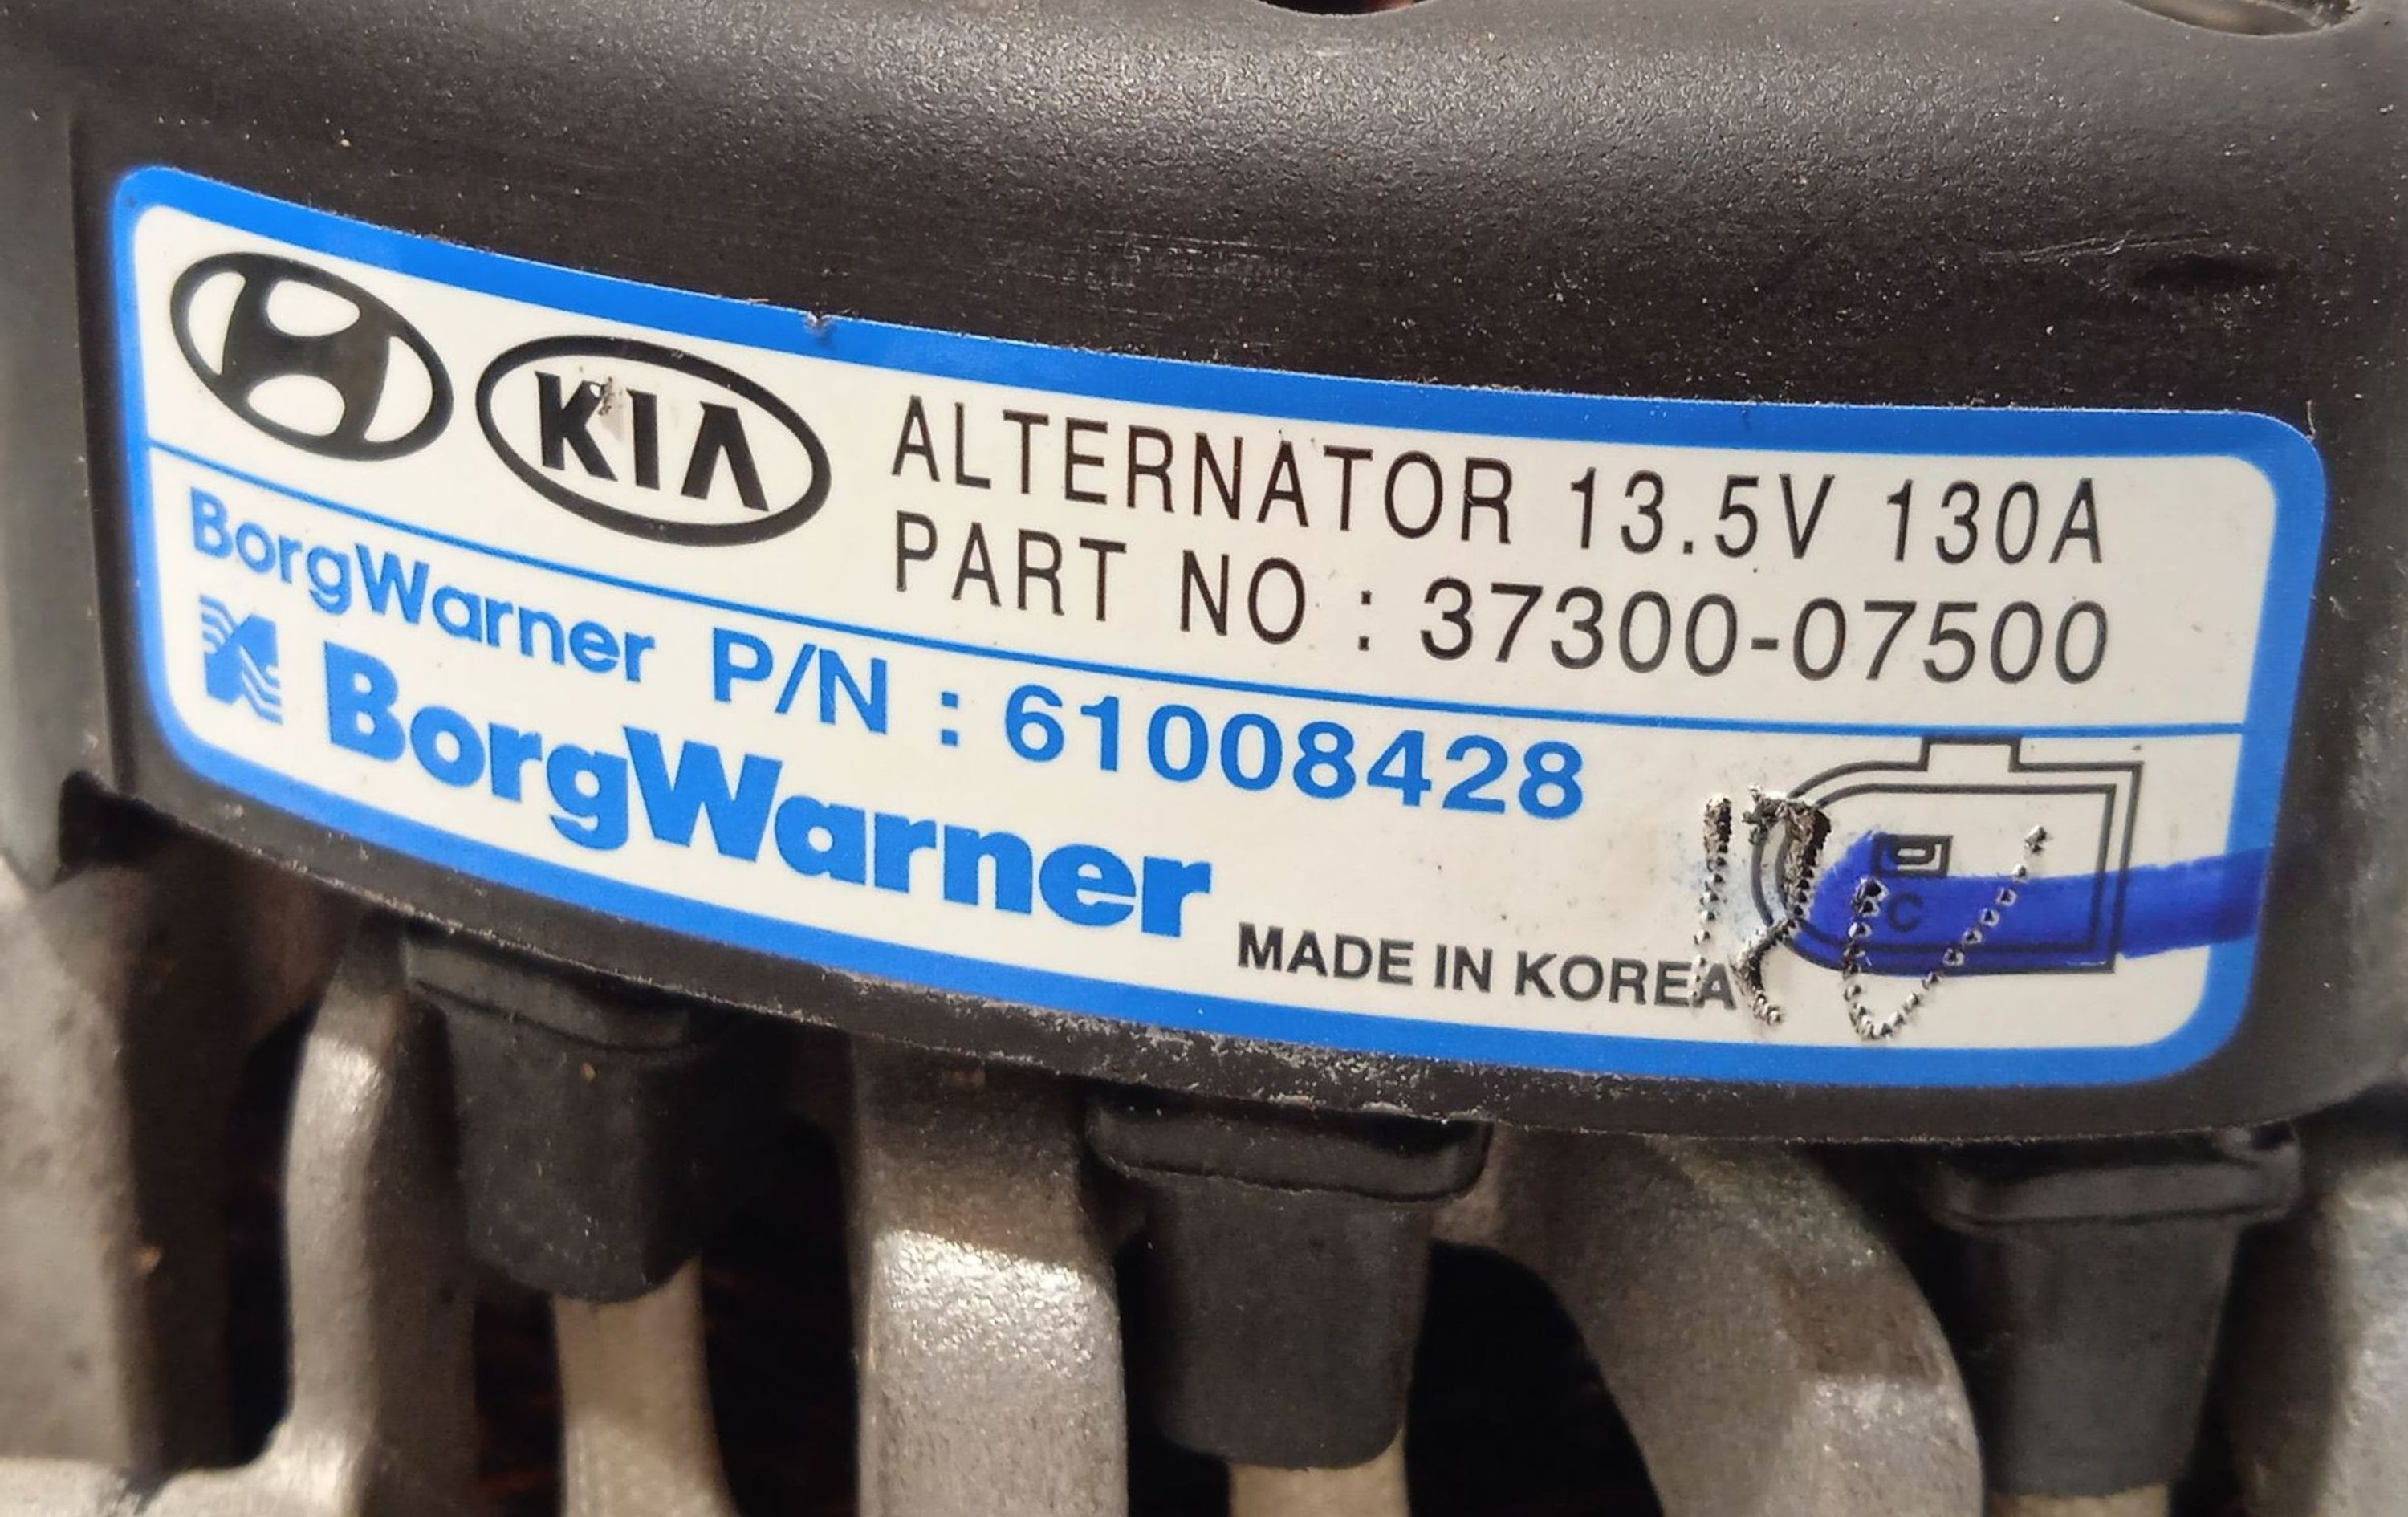 KIA
ALTERNATOR 13.5V 130A
PART NO : 37300-07500
BorgWarner P/N : 61008428
BorgWarner
MADE IN KOREA
C